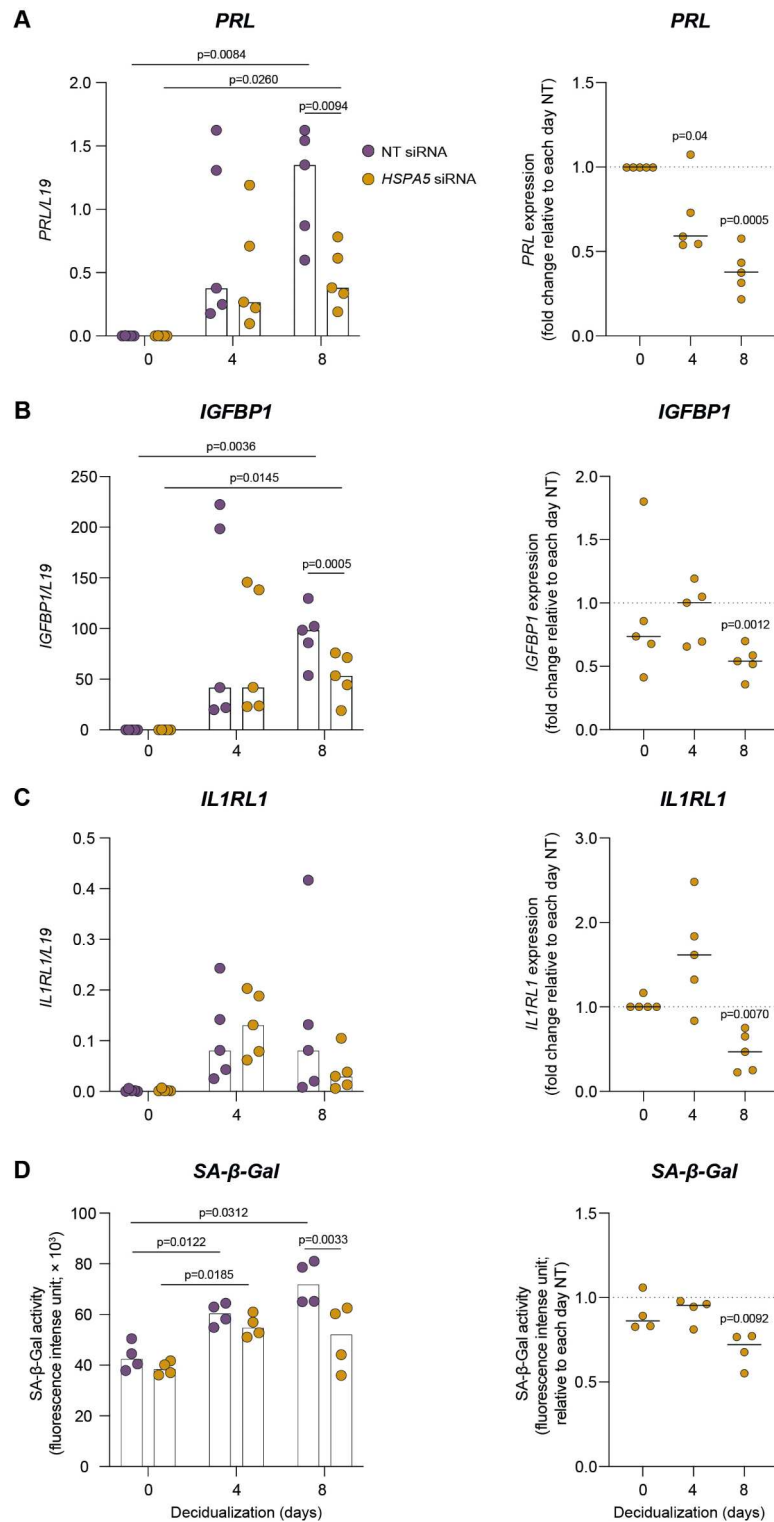 A
PRL
PRL
p=0.0084
p=0.0260
p=0.0094
NT siRNA
HSPA5 siRNA
PRL/L19
2.0
1.5
1.0
0.5
0.0
0
4
8
PRL expression
(fold change relative to each day NT)
1.5
1.0
0.5
0.0
p=0.04
p=0.0005
0
4
8
B
IGFBP1
IGFBP1
p=0.0036
p=0.0145
p=0.0005
IGFBP1/L19
250
200
150
100
50
0
0
4
8
IGFBP1 expression
(fold change relative to each day NT)
2.0
1.5
1.0
0.5
0.0
p=0.0012
0
4
8
C
IL1RL1
IL1RL1
IL1RL1/L19
0.5
0.4
0.3
0.2
0.1
0.0
0
4
8
IL1RL1 expression
(fold change relative to each day NT)
3.0
2.0
1.0
0.0
p=0.0070
0
4
8
D
SA-β-Gal
SA-β-Gal
p=0.0312
p=0.0122
p=0.0033
p=0.0185
SA-β-Gal activity
(fluorescence intense unit; × 10³)
100
80
60
40
20
0
0
4
8
Decidualization (days)
SA-β-Gal activity
(fluorescence intense unit;
relative to each day NT)
1.5
1.0
0.5
0.0
p=0.0092
0
4
8
Decidualization (days)